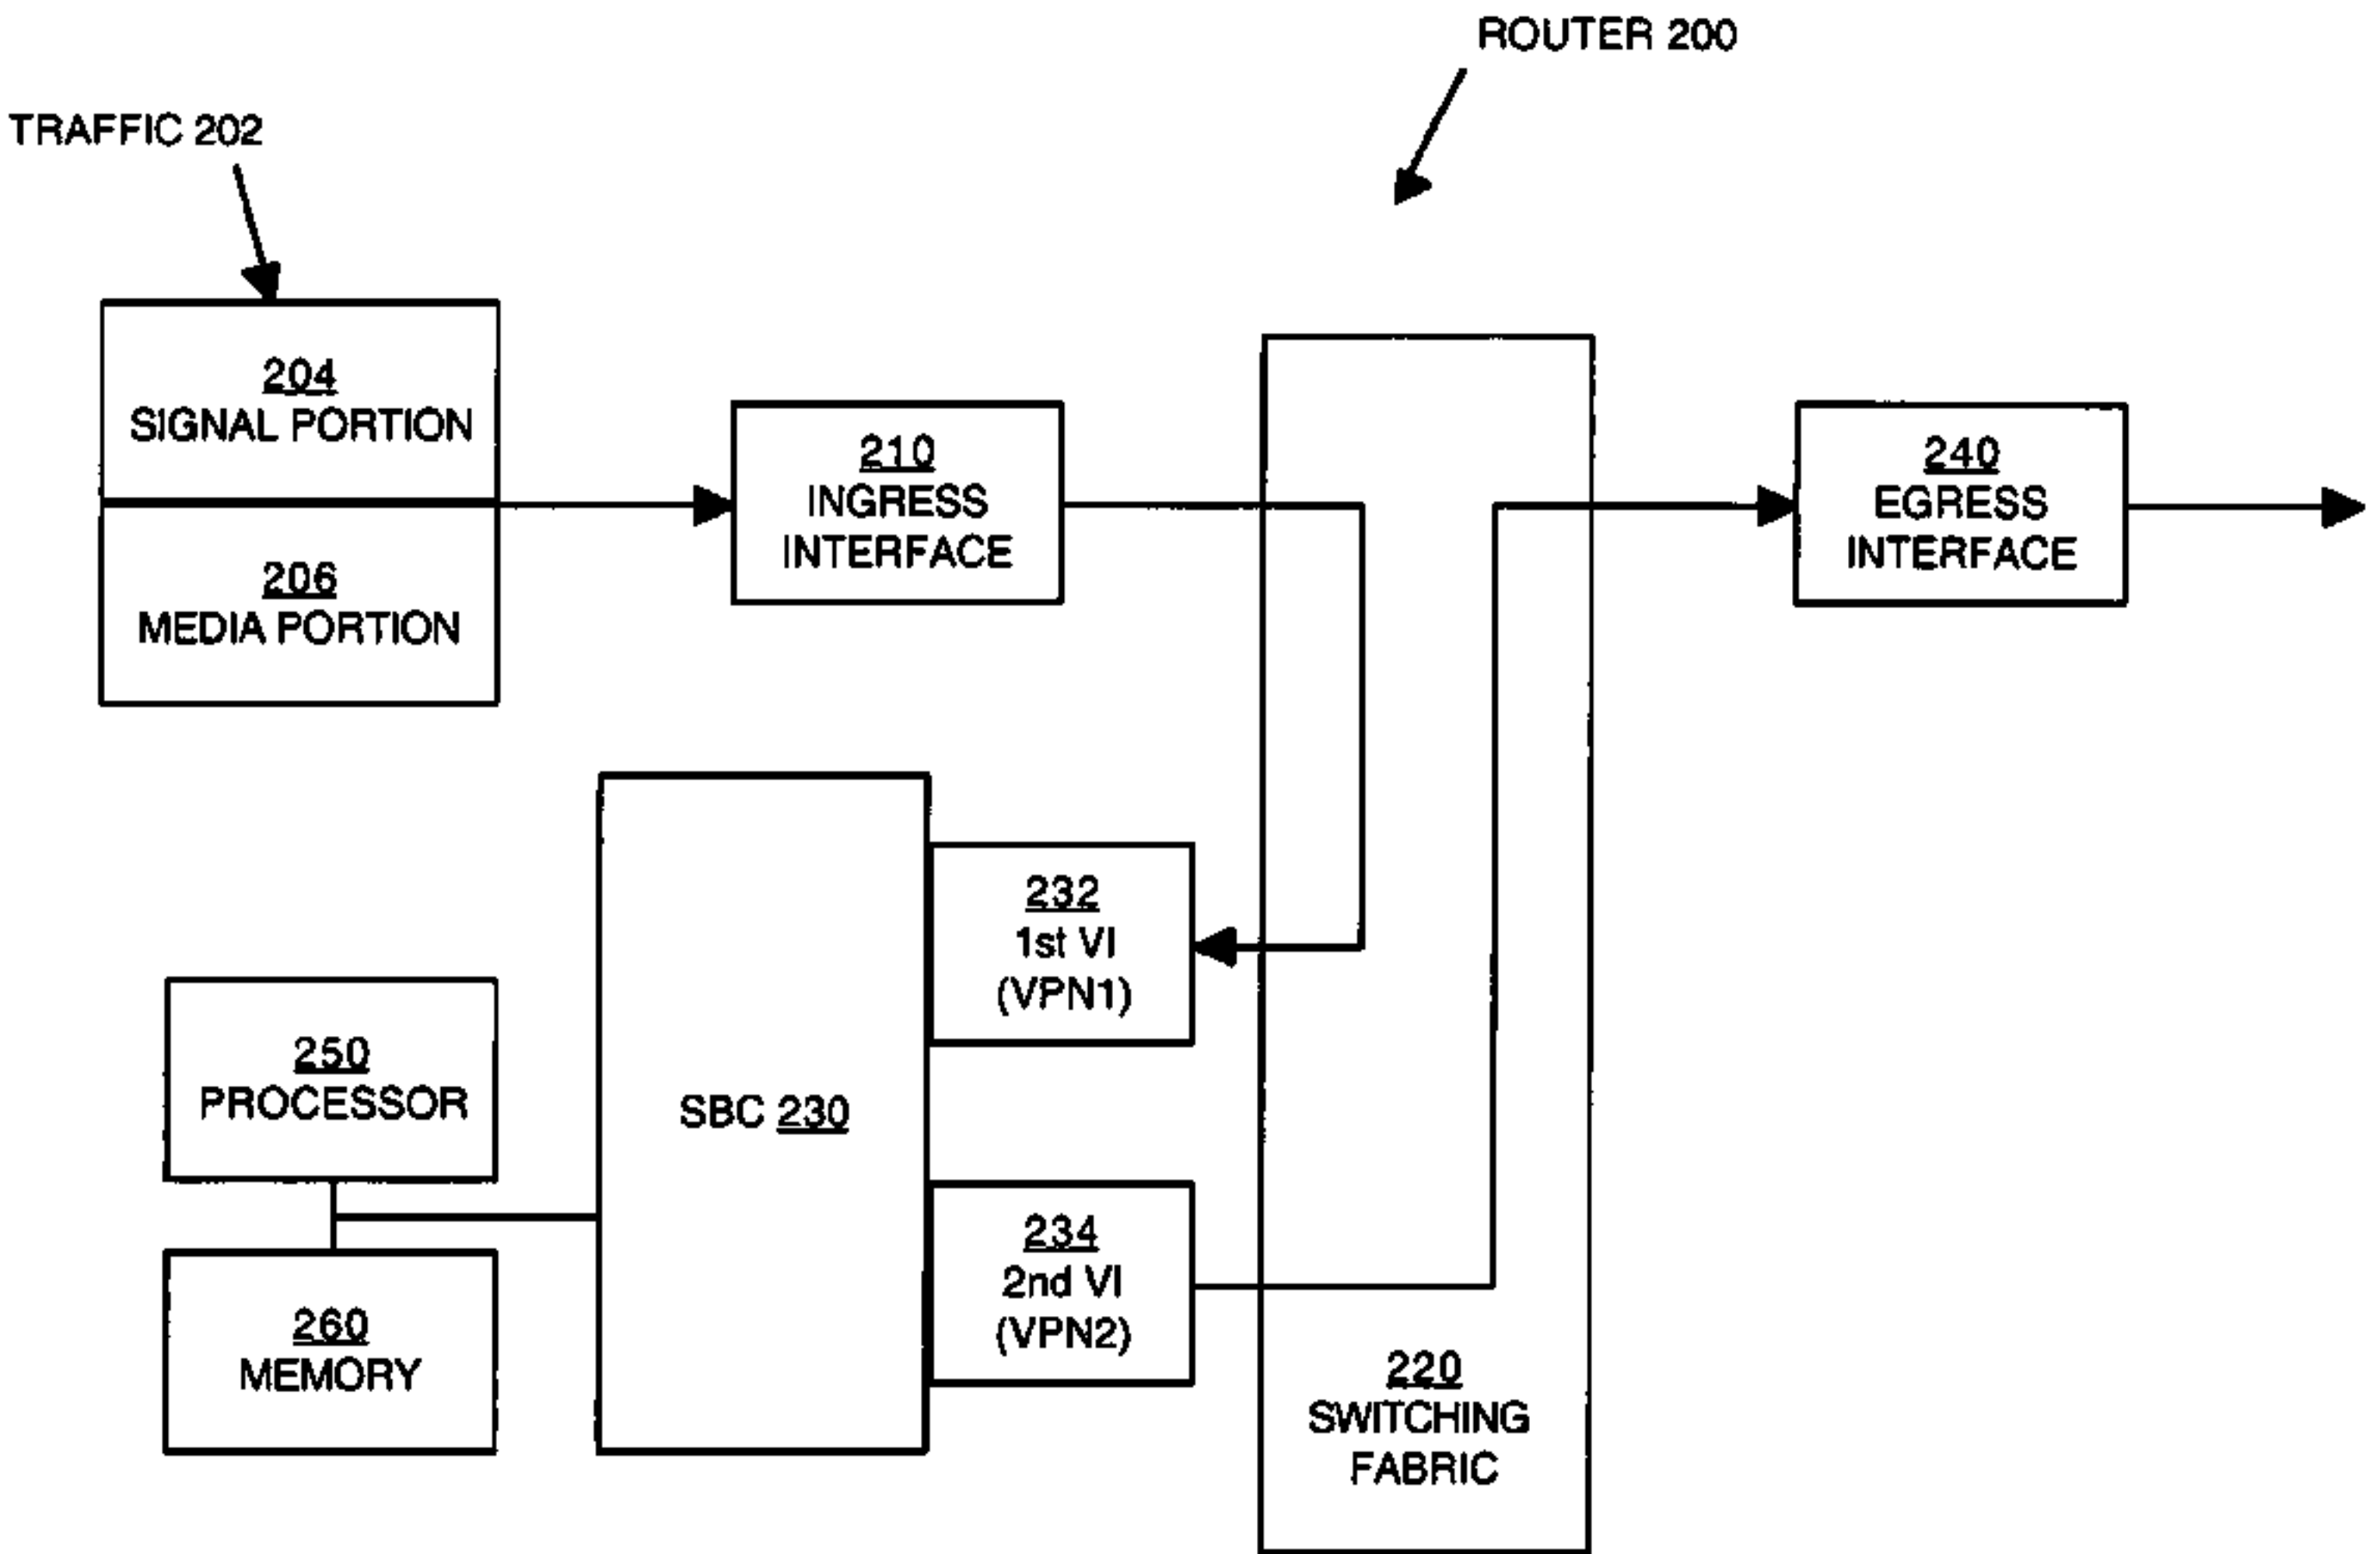 ROUTER 200
TRAFFIC 202
204
SIGNAL PORTION
206
MEDIA PORTION
210
INGRESS
INTERFACE
240
EGRESS
INTERFACE
232
1st VI
(VPN1)
250
PROCESSOR
SBC 230
234
2nd VI
(VPN2)
260
MEMORY
220
SWITCHING
FABRIC